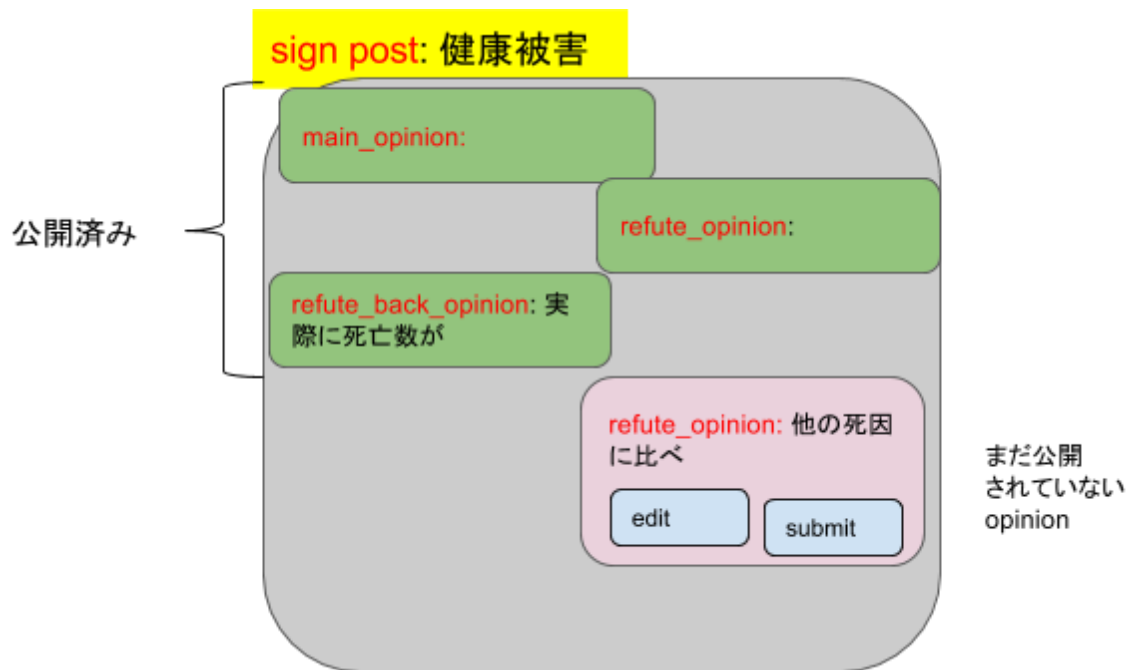 sign post: 健康被害
main_opinion:
公開済み
refute_opinion:
refute_back_opinion: 実
際に死亡数が
refute_opinion: 他の死因
に比べ
edit
submit
まだ公開
されていない
opinion